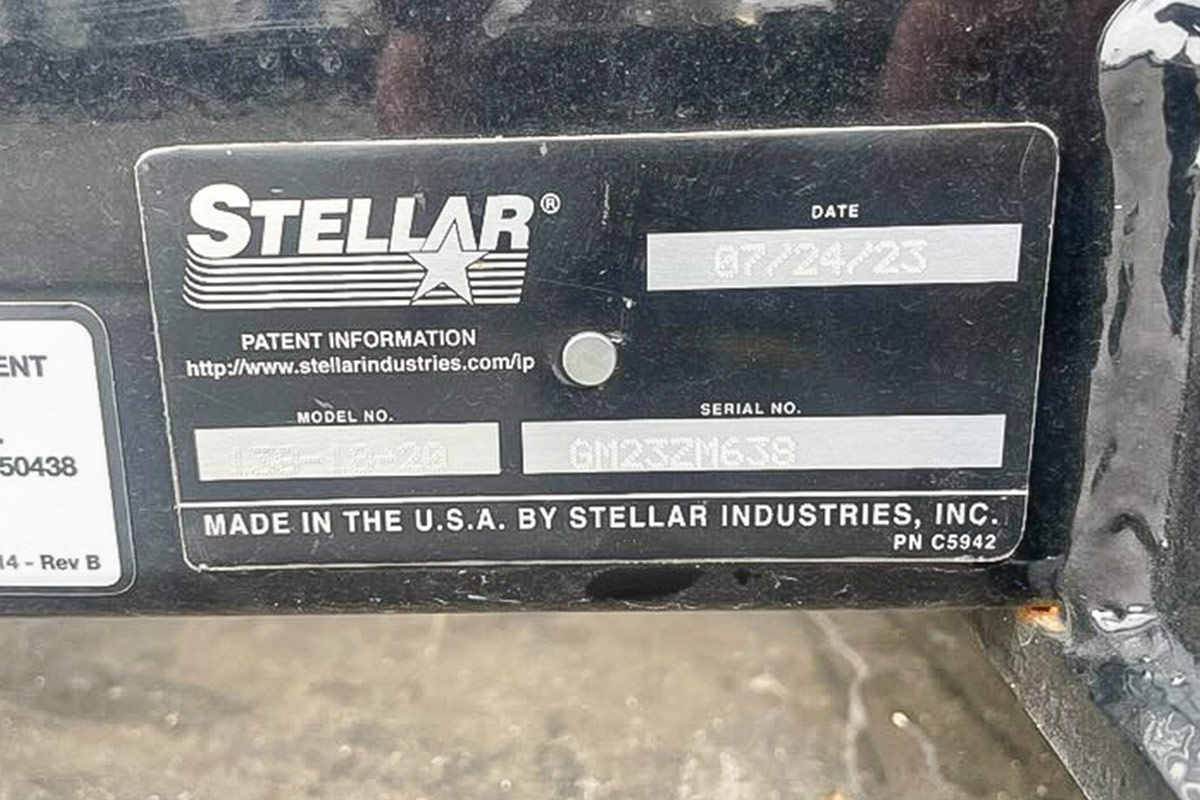 STELLAR®
DATE
07/24/23
PATENT INFORMATION
http://www.stellarindustries.com/ip
MODEL NO.
SERIAL NO.
GM23ZM638
MADE IN THE U.S.A. BY STELLAR INDUSTRIES, INC.
PN C5942
ENT
50438
14 - Rev B